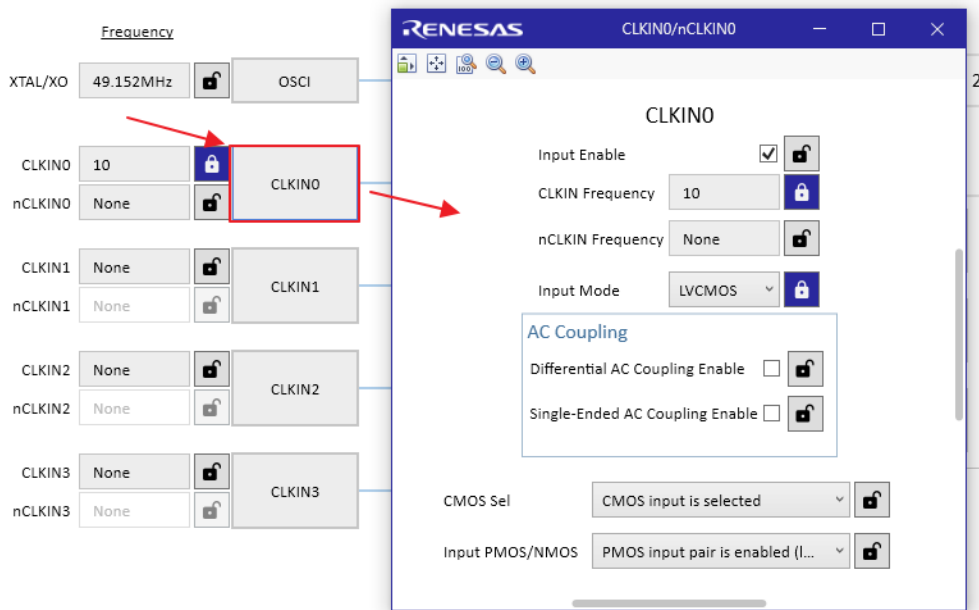 Frequency
XTAL/XO 49.152MHz OSCI
CLKIN0 10
CLKIN0
nCLKIN0 None
CLKIN1 None
CLKIN1
nCLKIN1 None
CLKIN2 None
CLKIN2
nCLKIN2 None
CLKIN3 None
CLKIN3
nCLKIN3 None
RENESAS CLKIN0/nCLKIN0
100
CLKIN0
Input Enable
CLKIN Frequency 10
nCLKIN Frequency None
Input Mode LVCMOS
AC Coupling
Differential AC Coupling Enable
Single-Ended AC Coupling Enable
CMOS Sel CMOS input is selected
Input PMOS/NMOS PMOS input pair is enabled (l...
2